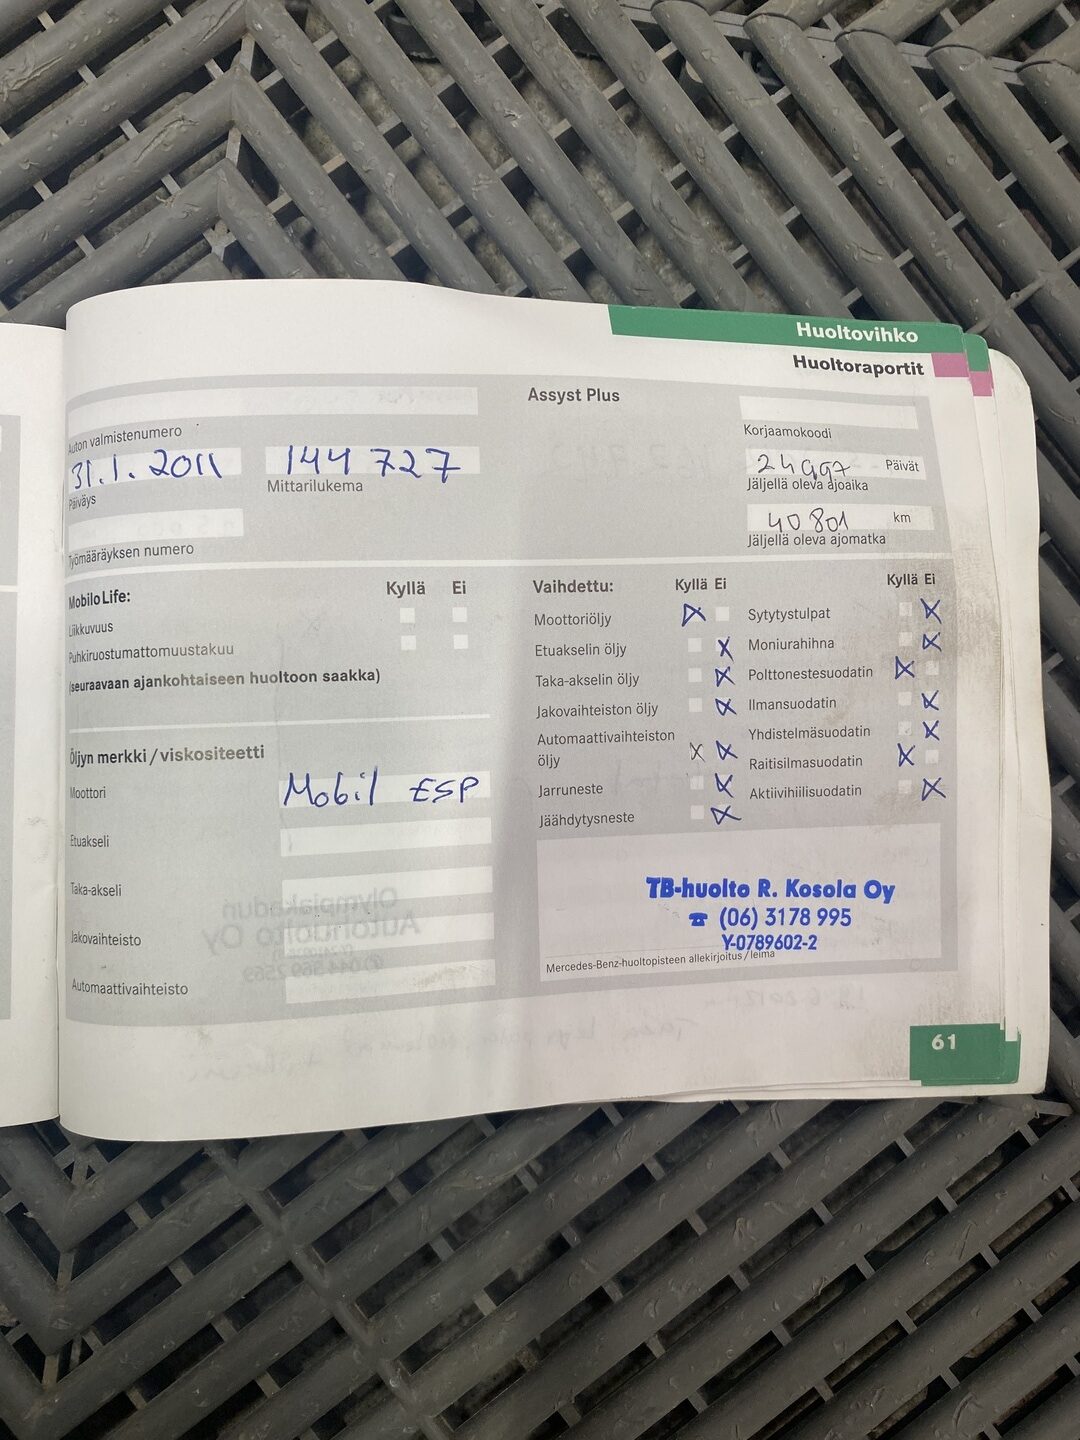 Huoltovihko
Huoltoraportit
Assyst Plus
Auton valmistenumero
Korjaamokoodi
31.1.2011
144 727
24997 Päivät
Päiväys
Mittarilukema
Jäljellä oleva ajoaika
40 801 km
Työmääräyksen numero
Jäljellä oleva ajomatka
MobiloLife:
Kyllä Ei
Liikkuvuus
Puhkiruostumattomuustakuu
(seuraavaan ajankohtaiseen huoltoon saakka)
Öljyn merkki / viskositeetti
Moottori Mobil ESP
Etuakseli
Taka-akseli
Jakovaihteisto
Automaattivaihteisto
Vaihdettu: Kyllä Ei
Moottoriöljy X
Etuakselin öljy X
Taka-akselin öljy X
Jakovaihteiston öljy X
Automaattivaihteiston
öljy X X
Jarruneste X
Jäähdytysneste X
Kyllä Ei
Sytytystulpat X
Moniurahihna X
Polttonestesuodatin X
Ilmansuodatin X
Yhdistelmäsuodatin X
Raitisilmasuodatin X
Aktiivihiilisuodatin X
TB-huolto R. Kosola Oy
☎ (06) 3178 995
Y-0789602-2
Mercedes-Benz-huoltopisteen allekirjoitus / leima
61